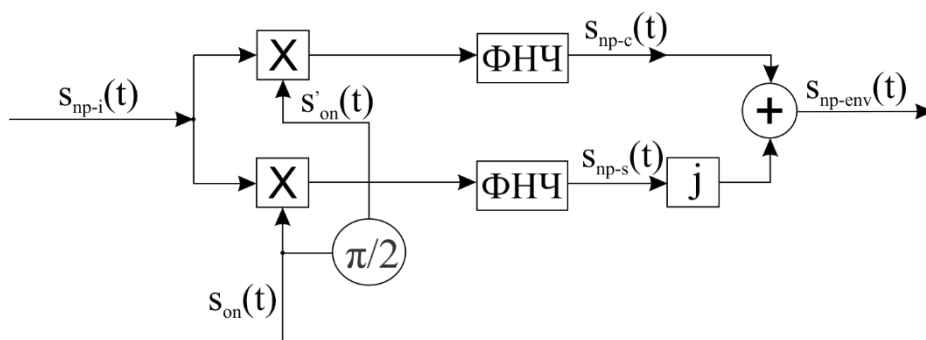 s_np-c(t)
X
ФНЧ
s_np-i(t)
s'_on(t)
+
s_np-env(t)
s_np-s(t)
X
ФНЧ
j
π/2
s_on(t)